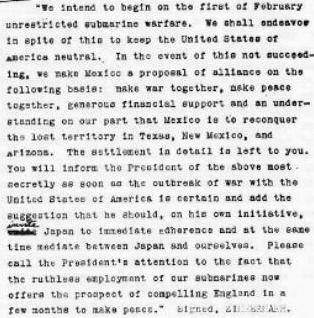 "We intend to begin on the first of February
unrestricted submarine warfare. We shall endeavor
in spite of this to keep the United States of
America neutral. In the event of this not succeed-
ing, we make Mexico a proposal of alliance on the
following basis: make war together, make peace
together, generous financial support and an under-
standing on our part that Mexico is to reconquer
the lost territory in Texas, New Mexico, and
Arizona. The settlement in detail is left to you.
You will inform the President of the above most
secretly as soon as the outbreak of war with the
United States of America is certain and add the
suggestion that he should, on his own initiative,
invite
Japan to immediate adherence and at the same
time mediate between Japan and ourselves. Please
call the President's attention to the fact that
the ruthless employment of our submarines now
offers the prospect of compelling England in a
few months to make peace." Signed, ZIMMERMANN.